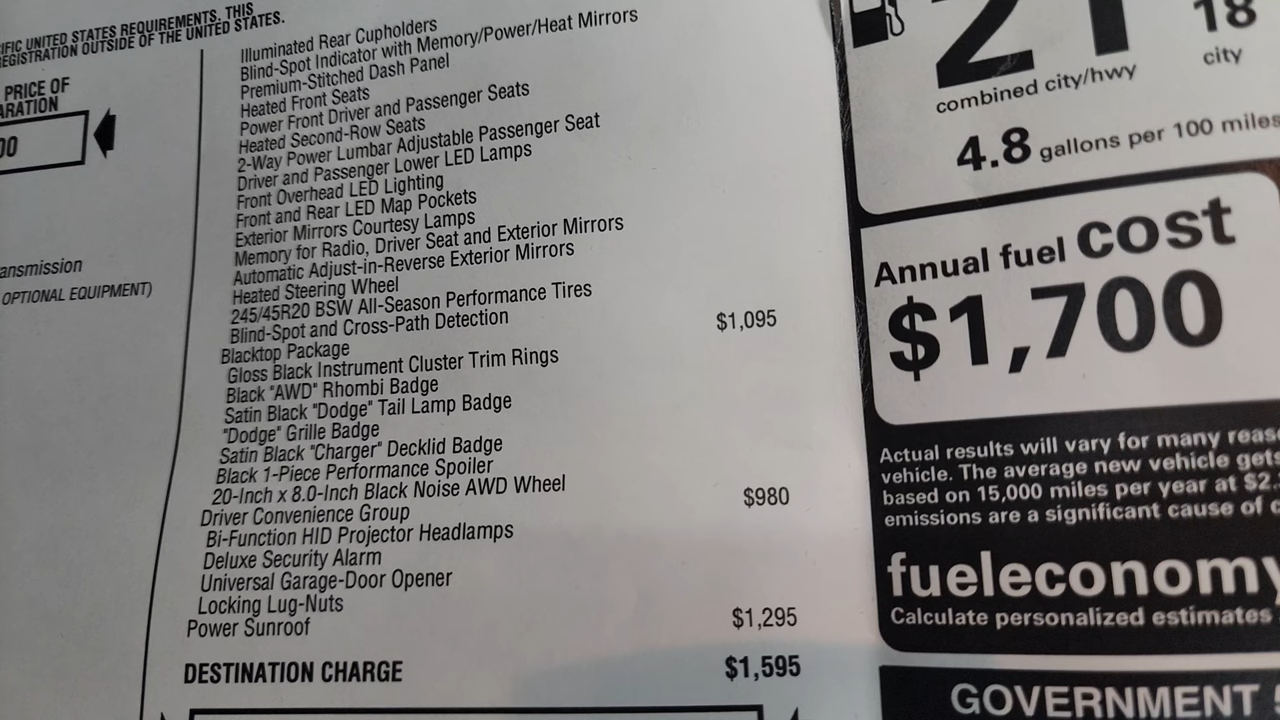 IFIC UNITED STATES REQUIREMENTS. THIS
REGISTRATION OUTSIDE OF THE UNITED STATES.
PRICE OF
ARATION
00
ansmission
OPTIONAL EQUIPMENT)
Illuminated Rear Cupholders
Blind-Spot Indicator with Memory/Power/Heat Mirrors
Premium-Stitched Dash Panel
Heated Front Seats
Power Front Driver and Passenger Seats
Heated Second-Row Seats
2-Way Power Lumbar Adjustable Passenger Seat
Driver and Passenger Lower LED Lamps
Front Overhead LED Lighting
Front and Rear LED Map Pockets
Exterior Mirrors Courtesy Lamps
Memory for Radio, Driver Seat and Exterior Mirrors
Automatic Adjust-in-Reverse Exterior Mirrors
Heated Steering Wheel
245/45R20 BSW All-Season Performance Tires
Blind-Spot and Cross-Path Detection
Blacktop Package $1,095
Gloss Black Instrument Cluster Trim Rings
Black "AWD" Rhombi Badge
Satin Black "Dodge" Tail Lamp Badge
"Dodge" Grille Badge
Satin Black "Charger" Decklid Badge
Black 1-Piece Performance Spoiler
20-Inch x 8.0-Inch Black Noise AWD Wheel
Driver Convenience Group $980
Bi-Function HID Projector Headlamps
Deluxe Security Alarm
Universal Garage-Door Opener
Locking Lug-Nuts
Power Sunroof $1,295
DESTINATION CHARGE $1,595
21
18
combined city/hwy
city
4.8 gallons per 100 miles
Annual fuel cost
$1,700
Actual results will vary for many reas
vehicle. The average new vehicle gets
based on 15,000 miles per year at $2.
emissions are a significant cause of c
fueleconomy
Calculate personalized estimates
GOVERNMENT